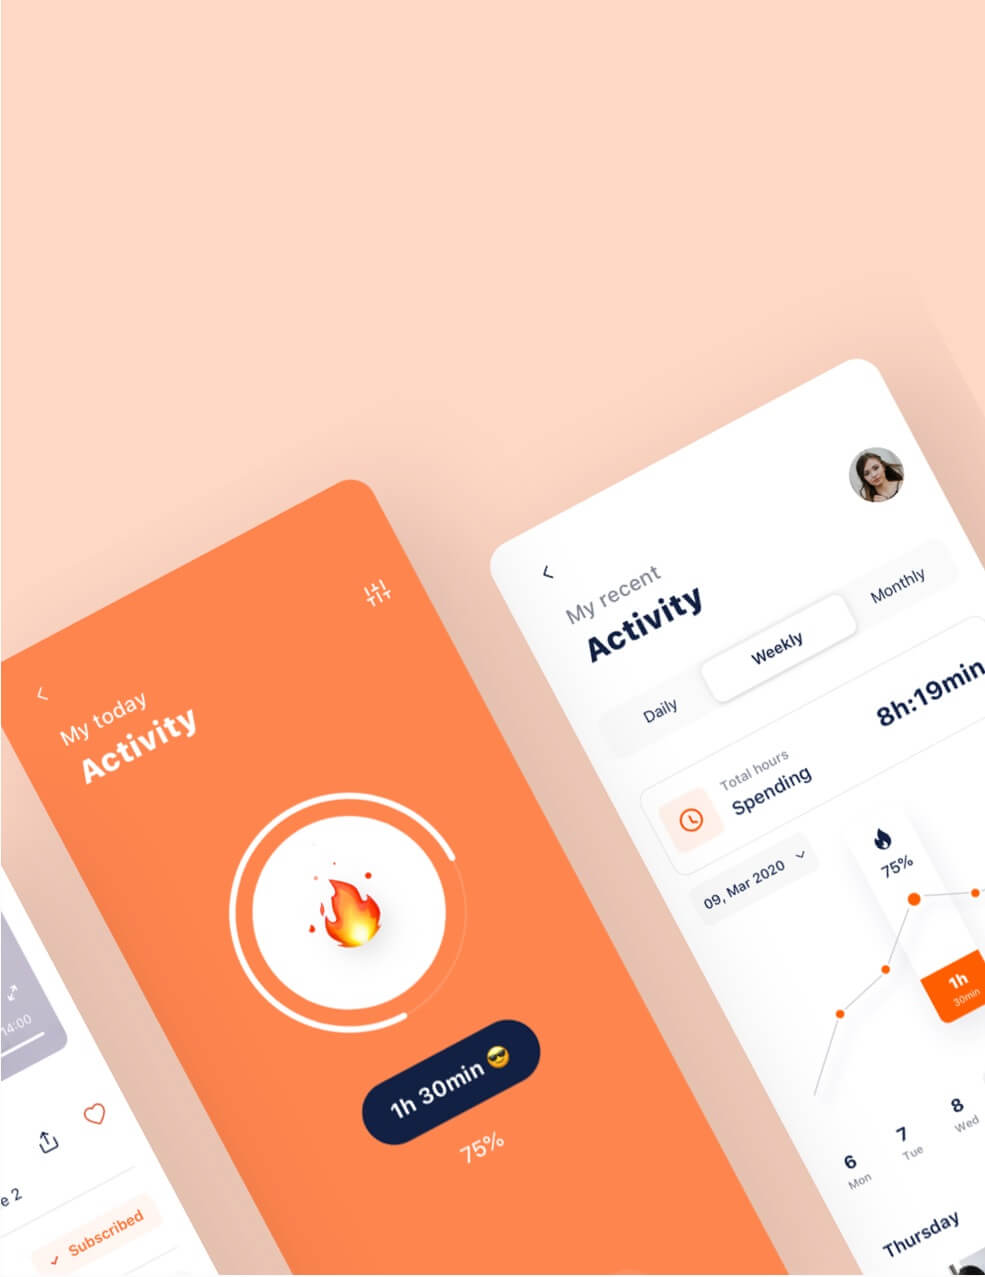 My today
Activity
1h 30min 😎
75%
14:00
e 2
Subscribed
My recent
Activity
Daily
Weekly
Monthly
Total hours
Spending
8h:19min
09, Mar 2020
75%
1h
30min
6
Mon
7
Tue
8
Wed
Thursday